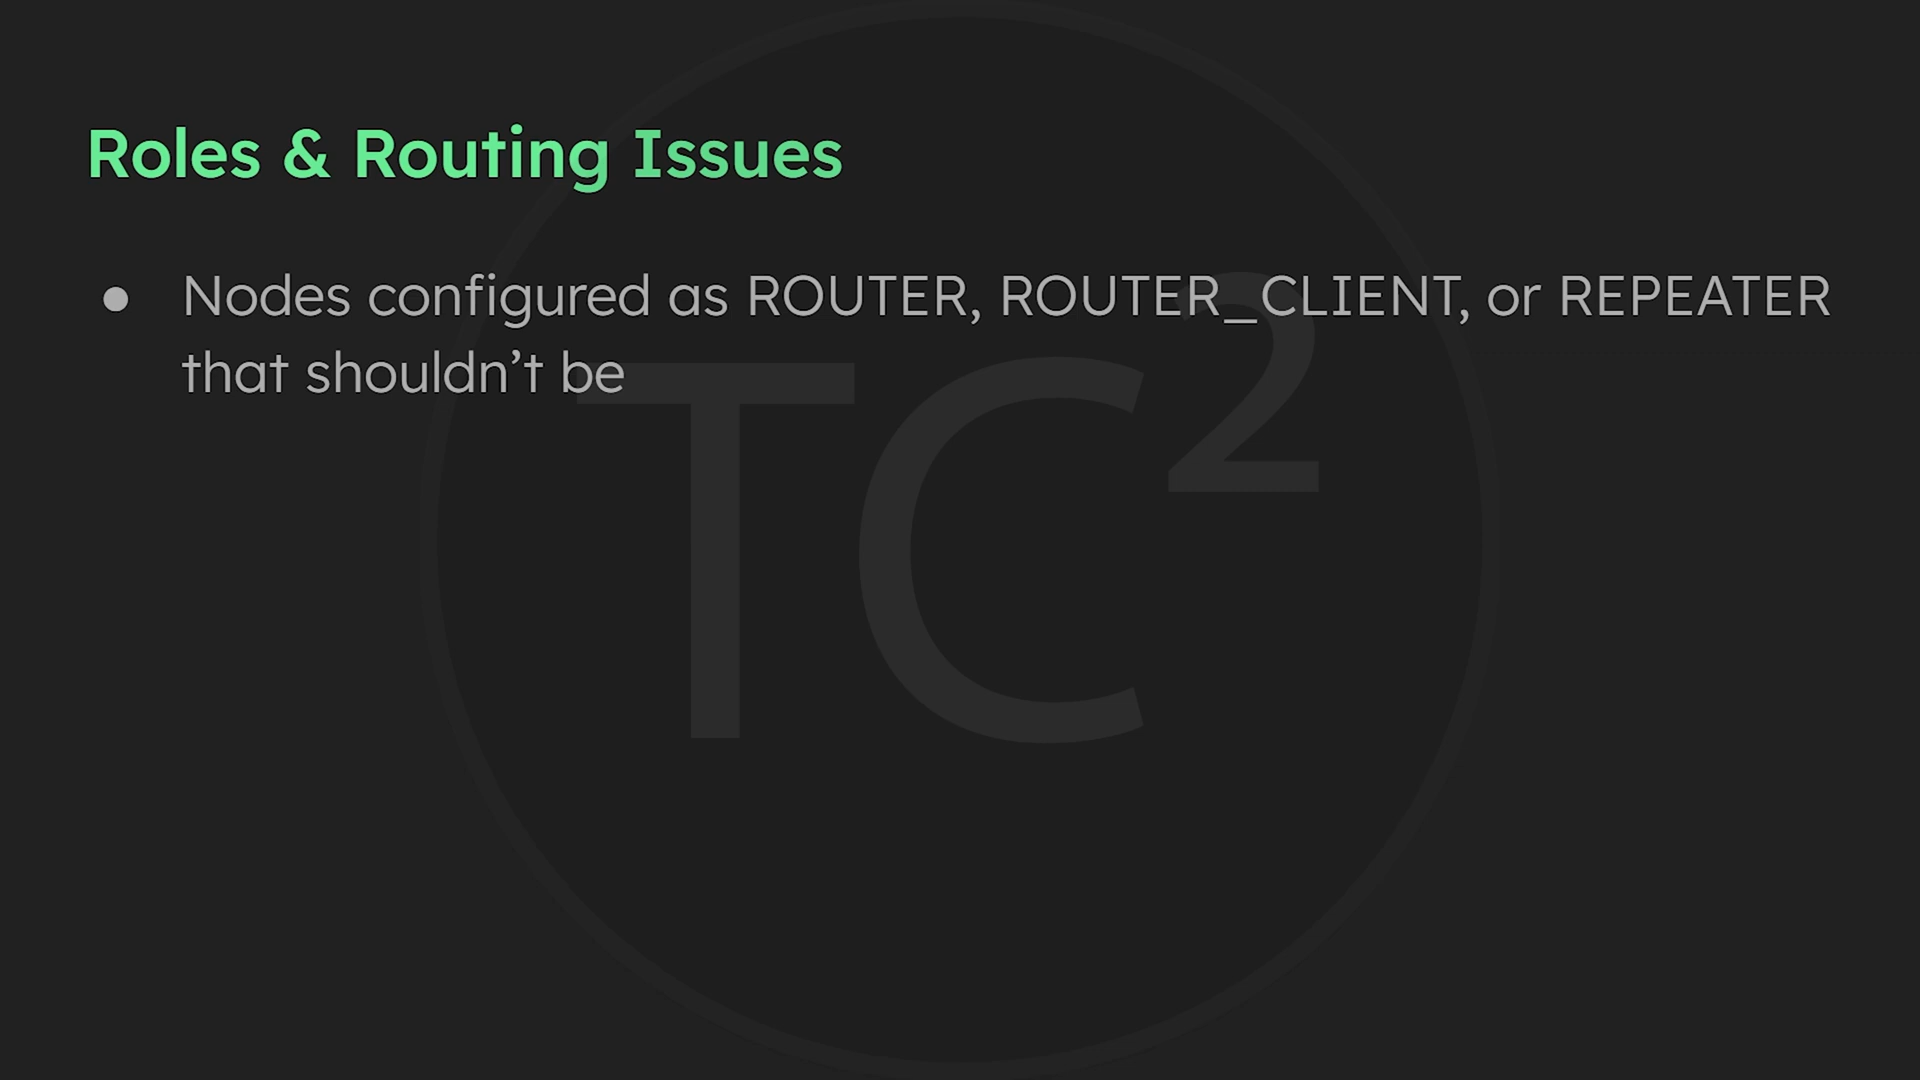 Roles & Routing Issues
● Nodes configured as ROUTER, ROUTER_CLIENT, or REPEATER
that shouldn’t be
TC²